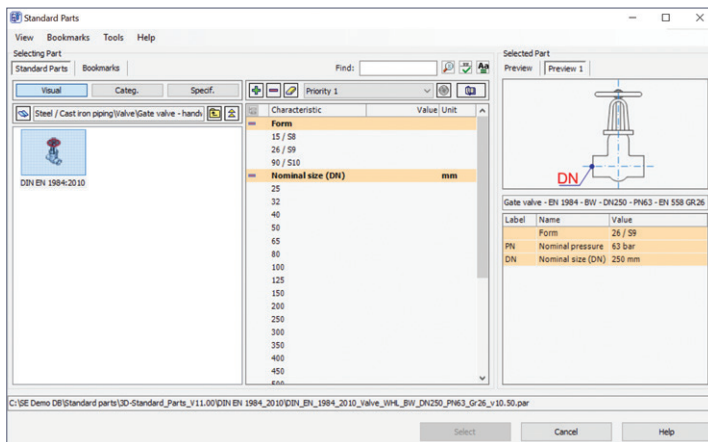 Standard Parts
View Bookmarks Tools Help
Selecting Part
Standard Parts Bookmarks
Find:
Visual Categ. Specif.
Priority 1
Steel / Cast iron piping\Valve\Gate valve - handw
DIN EN 1984:2010
Characteristic Value Unit
Form
15 / S8
26 / S9
90 / S10
Nominal size (DN) mm
25
32
40
50
65
80
100
125
150
200
250
300
350
400
450
500
Selected Part
Preview Preview 1
DN
Gate valve - EN 1984 - BW - DN250 - PN63 - EN 558 GR26
Label Name Value
Form 26 / S9
PN Nominal pressure 63 bar
DN Nominal size (DN) 250 mm
C:\SE Demo DB\Standard parts\3D-Standard_Parts_V11.00\DIN EN 1984_2010\DIN_EN_1984_2010_Valve_WHL_BW_DN250_PN63_Gr26_v10.50.par
Select Cancel Help